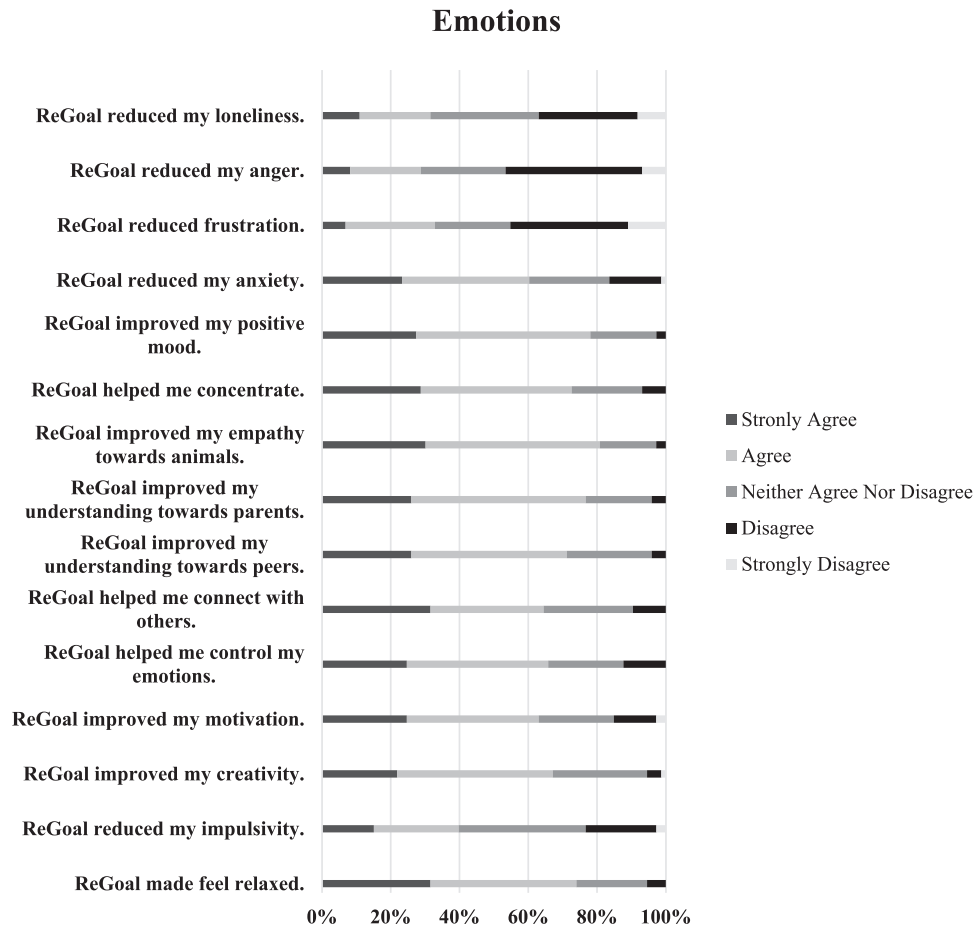 Emotions
ReGoal reduced my loneliness.
ReGoal reduced my anger.
ReGoal reduced frustration.
ReGoal reduced my anxiety.
ReGoal improved my positive
mood.
ReGoal helped me concentrate.
ReGoal improved my empathy
towards animals.
ReGoal improved my
understanding towards parents.
ReGoal improved my
understanding towards peers.
ReGoal helped me connect with
others.
ReGoal helped me control my
emotions.
ReGoal improved my motivation.
ReGoal improved my creativity.
ReGoal reduced my impulsivity.
ReGoal made feel relaxed.
0% 20% 40% 60% 80% 100%
Stronly Agree
Agree
Neither Agree Nor Disagree
Disagree
Strongly Disagree